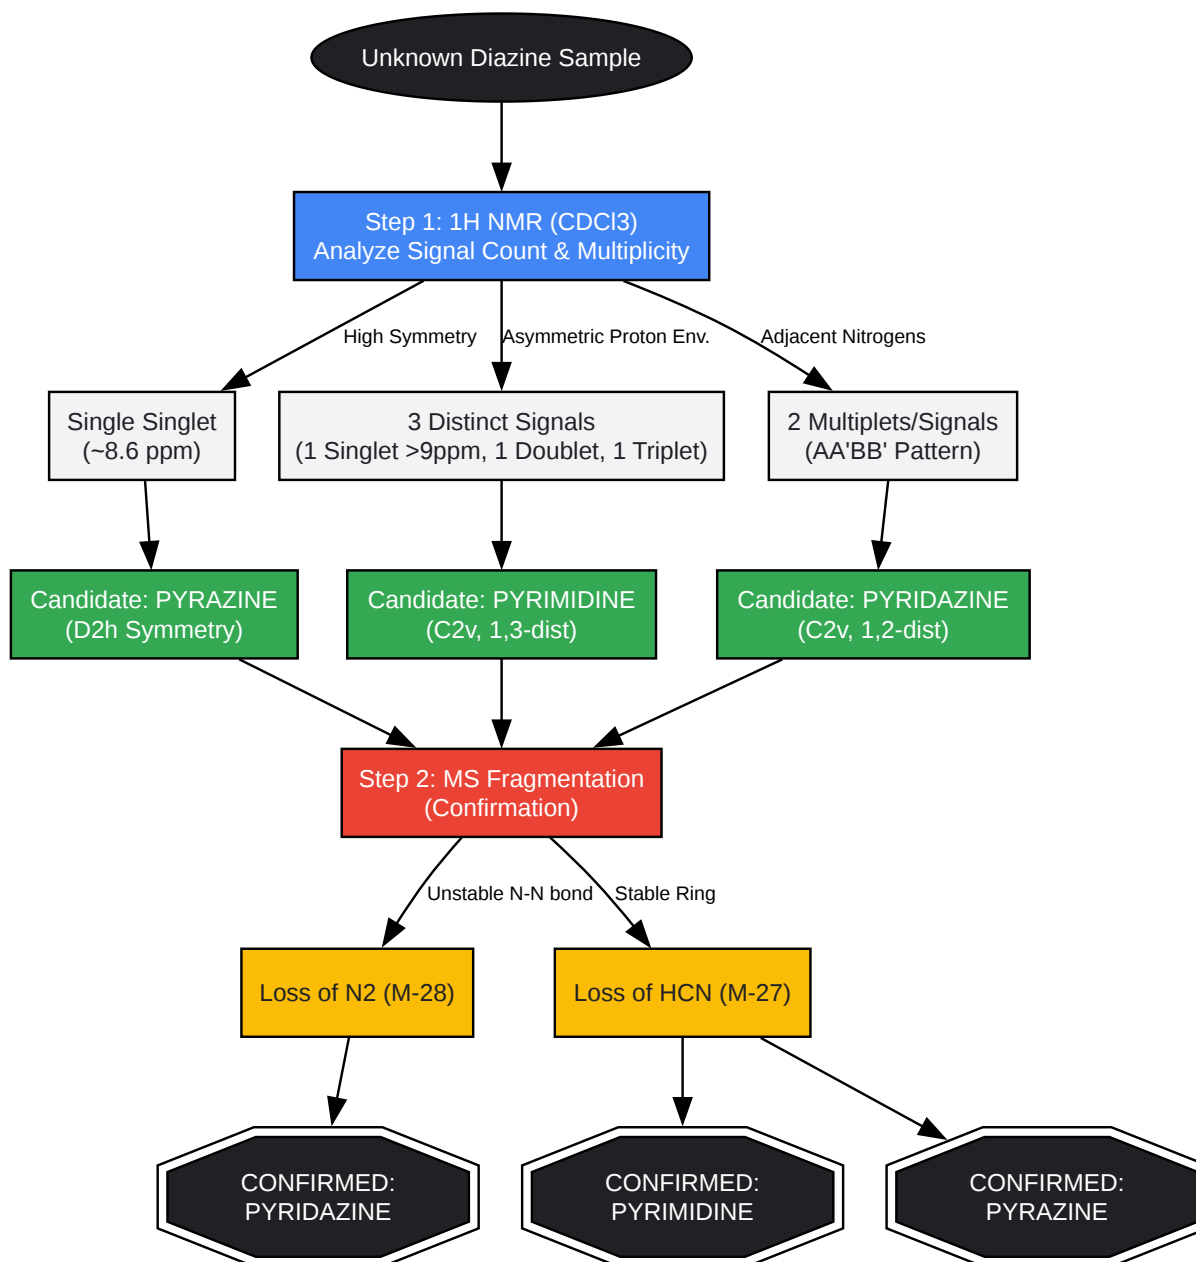 Unknown Diazine Sample
Step 1: 1H NMR (CDCl3)
Analyze Signal Count & Multiplicity
High Symmetry
Asymmetric Proton Env.
Adjacent Nitrogens
Single Singlet
(~8.6 ppm)
3 Distinct Signals
(1 Singlet >9ppm, 1 Doublet, 1 Triplet)
2 Multiplets/Signals
(AA'BB' Pattern)
Candidate: PYRAZINE
(D2h Symmetry)
Candidate: PYRIMIDINE
(C2v, 1,3-dist)
Candidate: PYRIDAZINE
(C2v, 1,2-dist)
Step 2: MS Fragmentation
(Confirmation)
Unstable N-N bond
Stable Ring
Loss of N2 (M-28)
Loss of HCN (M-27)
CONFIRMED:
PYRIDAZINE
CONFIRMED:
PYRIMIDINE
CONFIRMED:
PYRAZINE